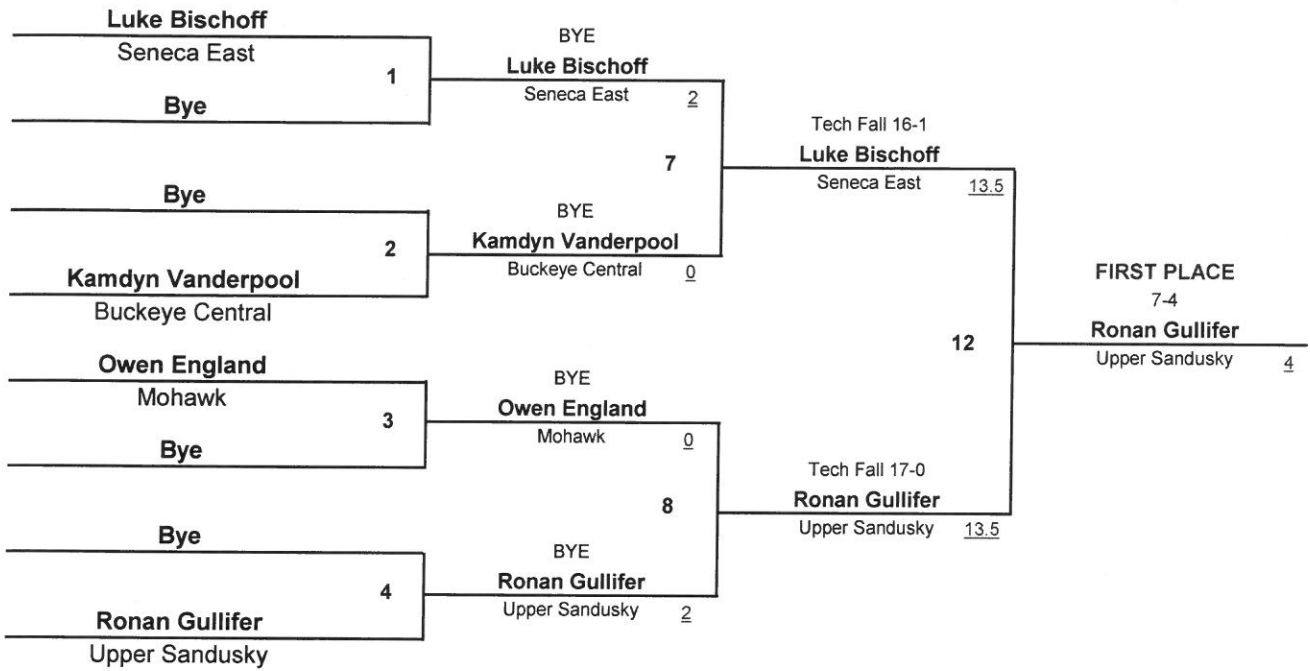 Luke Bischoff
Seneca East
1
Bye
BYE
Luke Bischoff
Seneca East 2
7
Bye
2
Kamdyn Vanderpool
Buckeye Central
BYE
Kamdyn Vanderpool
Buckeye Central 0
Tech Fall 16-1
Luke Bischoff
Seneca East 13.5
Owen England
Mohawk
3
Bye
BYE
Owen England
Mohawk 0
8
Bye
4
Ronan Gullifer
Upper Sandusky
BYE
Ronan Gullifer
Upper Sandusky 2
Tech Fall 17-0
Ronan Gullifer
Upper Sandusky 13.5
12
FIRST PLACE
7-4
Ronan Gullifer
Upper Sandusky 4